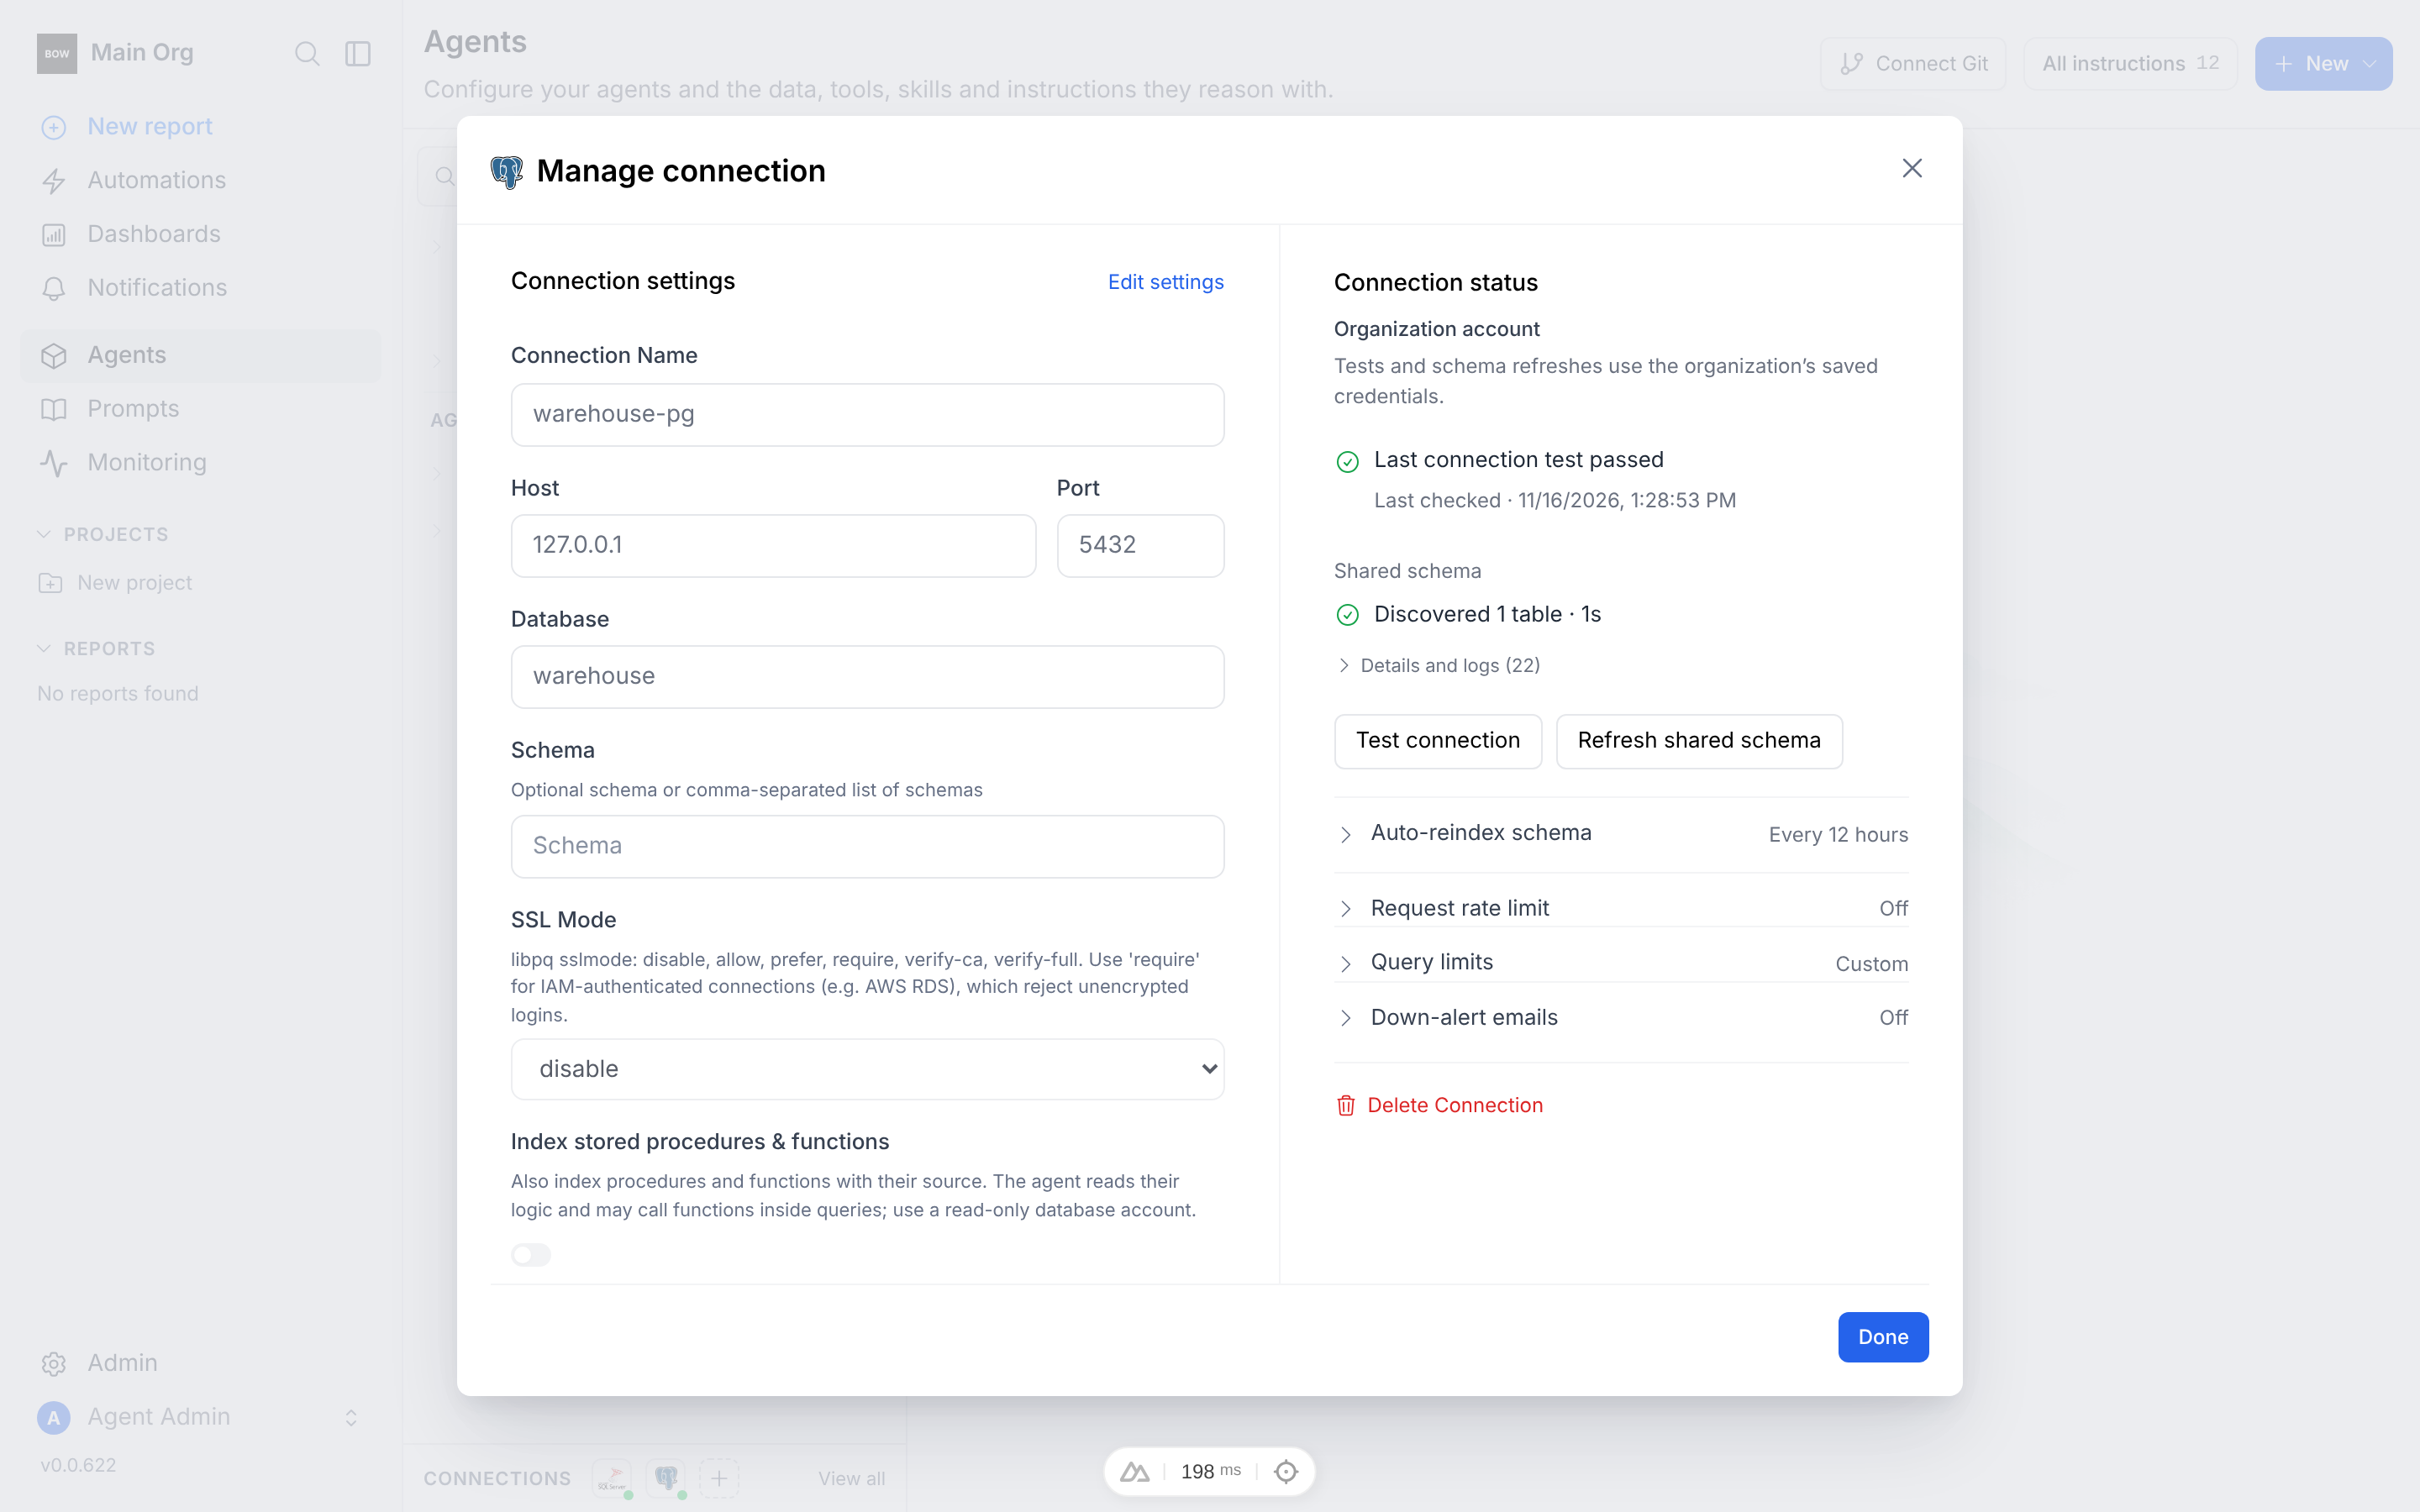 BOW
Main Org
New report
Automations
Dashboards
Notifications
Agents
Prompts
Monitoring
PROJECTS
New project
REPORTS
No reports found
Admin
A
Agent Admin
v0.0.622
Agents
Configure your agents and the data, tools, skills and instructions they reason with.
Connect Git
All instructions 12
New
AG
Manage connection
Connection settings
Edit settings
Connection Name
warehouse-pg
Host
Port
127.0.0.1
5432
Database
warehouse
Schema
Optional schema or comma-separated list of schemas
Schema
SSL Mode
libpq sslmode: disable, allow, prefer, require, verify-ca, verify-full. Use 'require'
for IAM-authenticated connections (e.g. AWS RDS), which reject unencrypted
logins.
disable
Index stored procedures & functions
Also index procedures and functions with their source. The agent reads their
logic and may call functions inside queries; use a read-only database account.
Connection status
Organization account
Tests and schema refreshes use the organization’s saved
credentials.
Last connection test passed
Last checked · 11/16/2026, 1:28:53 PM
Shared schema
Discovered 1 table · 1s
Details and logs (22)
Test connection
Refresh shared schema
Auto-reindex schema
Every 12 hours
Request rate limit
Off
Query limits
Custom
Down-alert emails
Off
Delete Connection
Done
CONNECTIONS
SQL Server
View all
198 ms